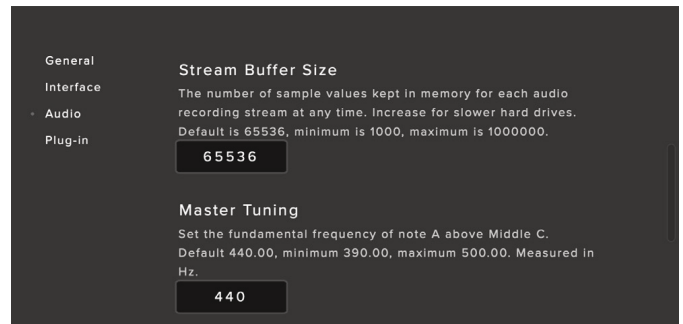 General
Interface
Audio
Plug-in
Stream Buffer Size
The number of sample values kept in memory for each audio
recording stream at any time. Increase for slower hard drives.
Default is 65536, minimum is 1000, maximum is 1000000.
65536
Master Tuning
Set the fundamental frequency of note A above Middle C.
Default 440.00, minimum 390.00, maximum 500.00. Measured in
Hz.
440